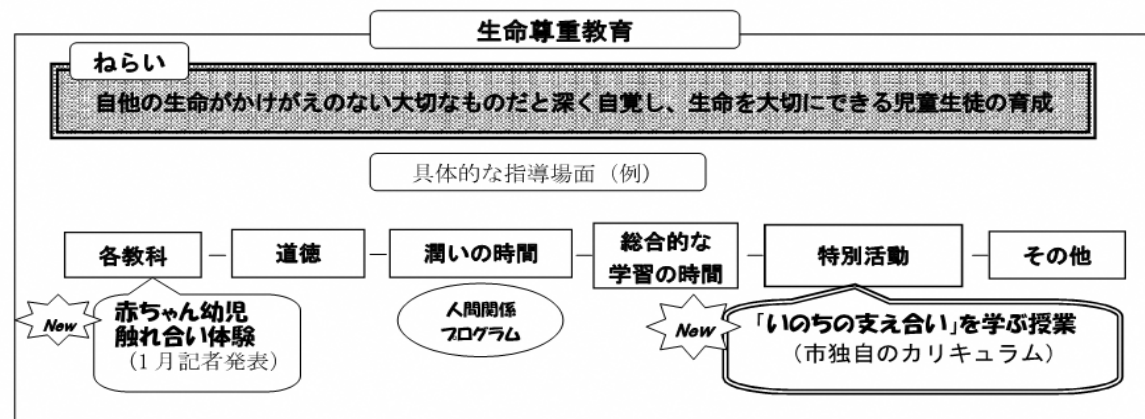 生命尊重教育
ねらい
自他の生命がかけがえのない大切なものだと深く自覚し、生命を大切にできる児童生徒の育成
具体的な指導場面（例）
各教科
道徳
潤いの時間
総合的な
学習の時間
特別活動
その他
New
赤ちゃん幼児
触れ合い体験
（1月記者発表）
人間関係
プログラム
New
「いのちの支え合い」を学ぶ授業
（市独自のカリキュラム）